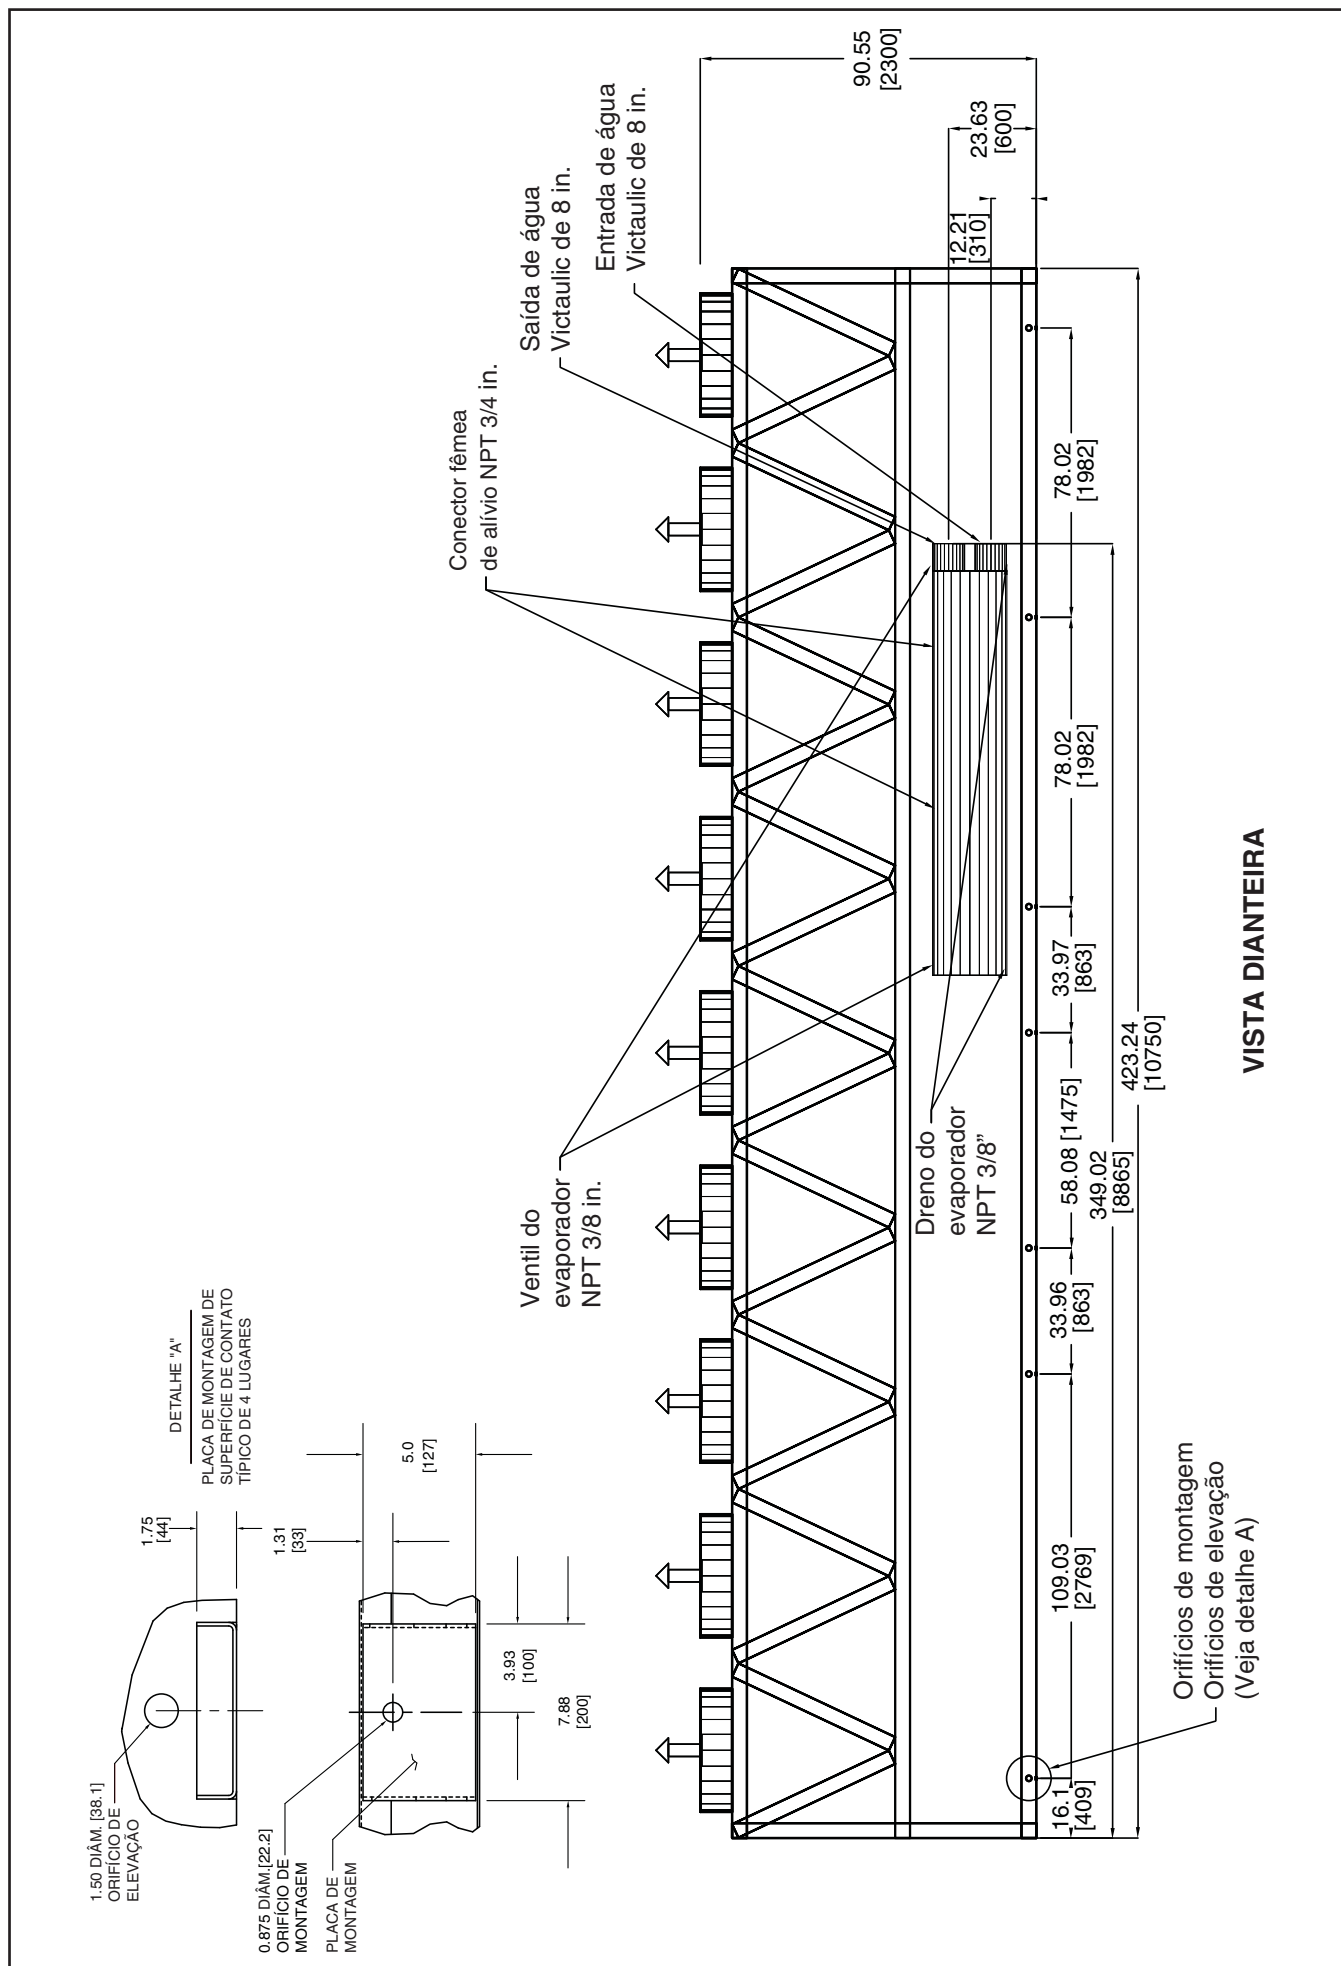 DETALHE "A"
PLACA DE MONTAGEM DE
SUPERFÍCIE DE CONTATO
TÍPICO DE 4 LUGARES
1.75
[44]
1.50 DIÂM. [38.1]
ORIFÍCIO DE
ELEVAÇÃO
1.31
[33]
5.0
[127]
0.875 DIÂM.[22.2]
ORIFÍCIO DE
MONTAGEM
PLACA DE
MONTAGEM
3.93
[100]
7.88
[200]
Conector fêmea
de alívio NPT 3/4 in.
Saída de água
Victaulic de 8 in.
Entrada de água
Victaulic de 8 in.
Ventil do
evaporador
NPT 3/8 in.
90.55
[2300]
23.63
[600]
12.21
[310]
Dreno do
evaporador
NPT 3/8”
16.1
[409]
109.03
[2769]
33.96
[863]
58.08 [1475]
33.97
[863]
78.02
[1982]
78.02
[1982]
349.02
[8865]
423.24
[10750]
Orifícios de montagem
Orifícios de elevação
(Veja detalhe A)
VISTA DIANTEIRA